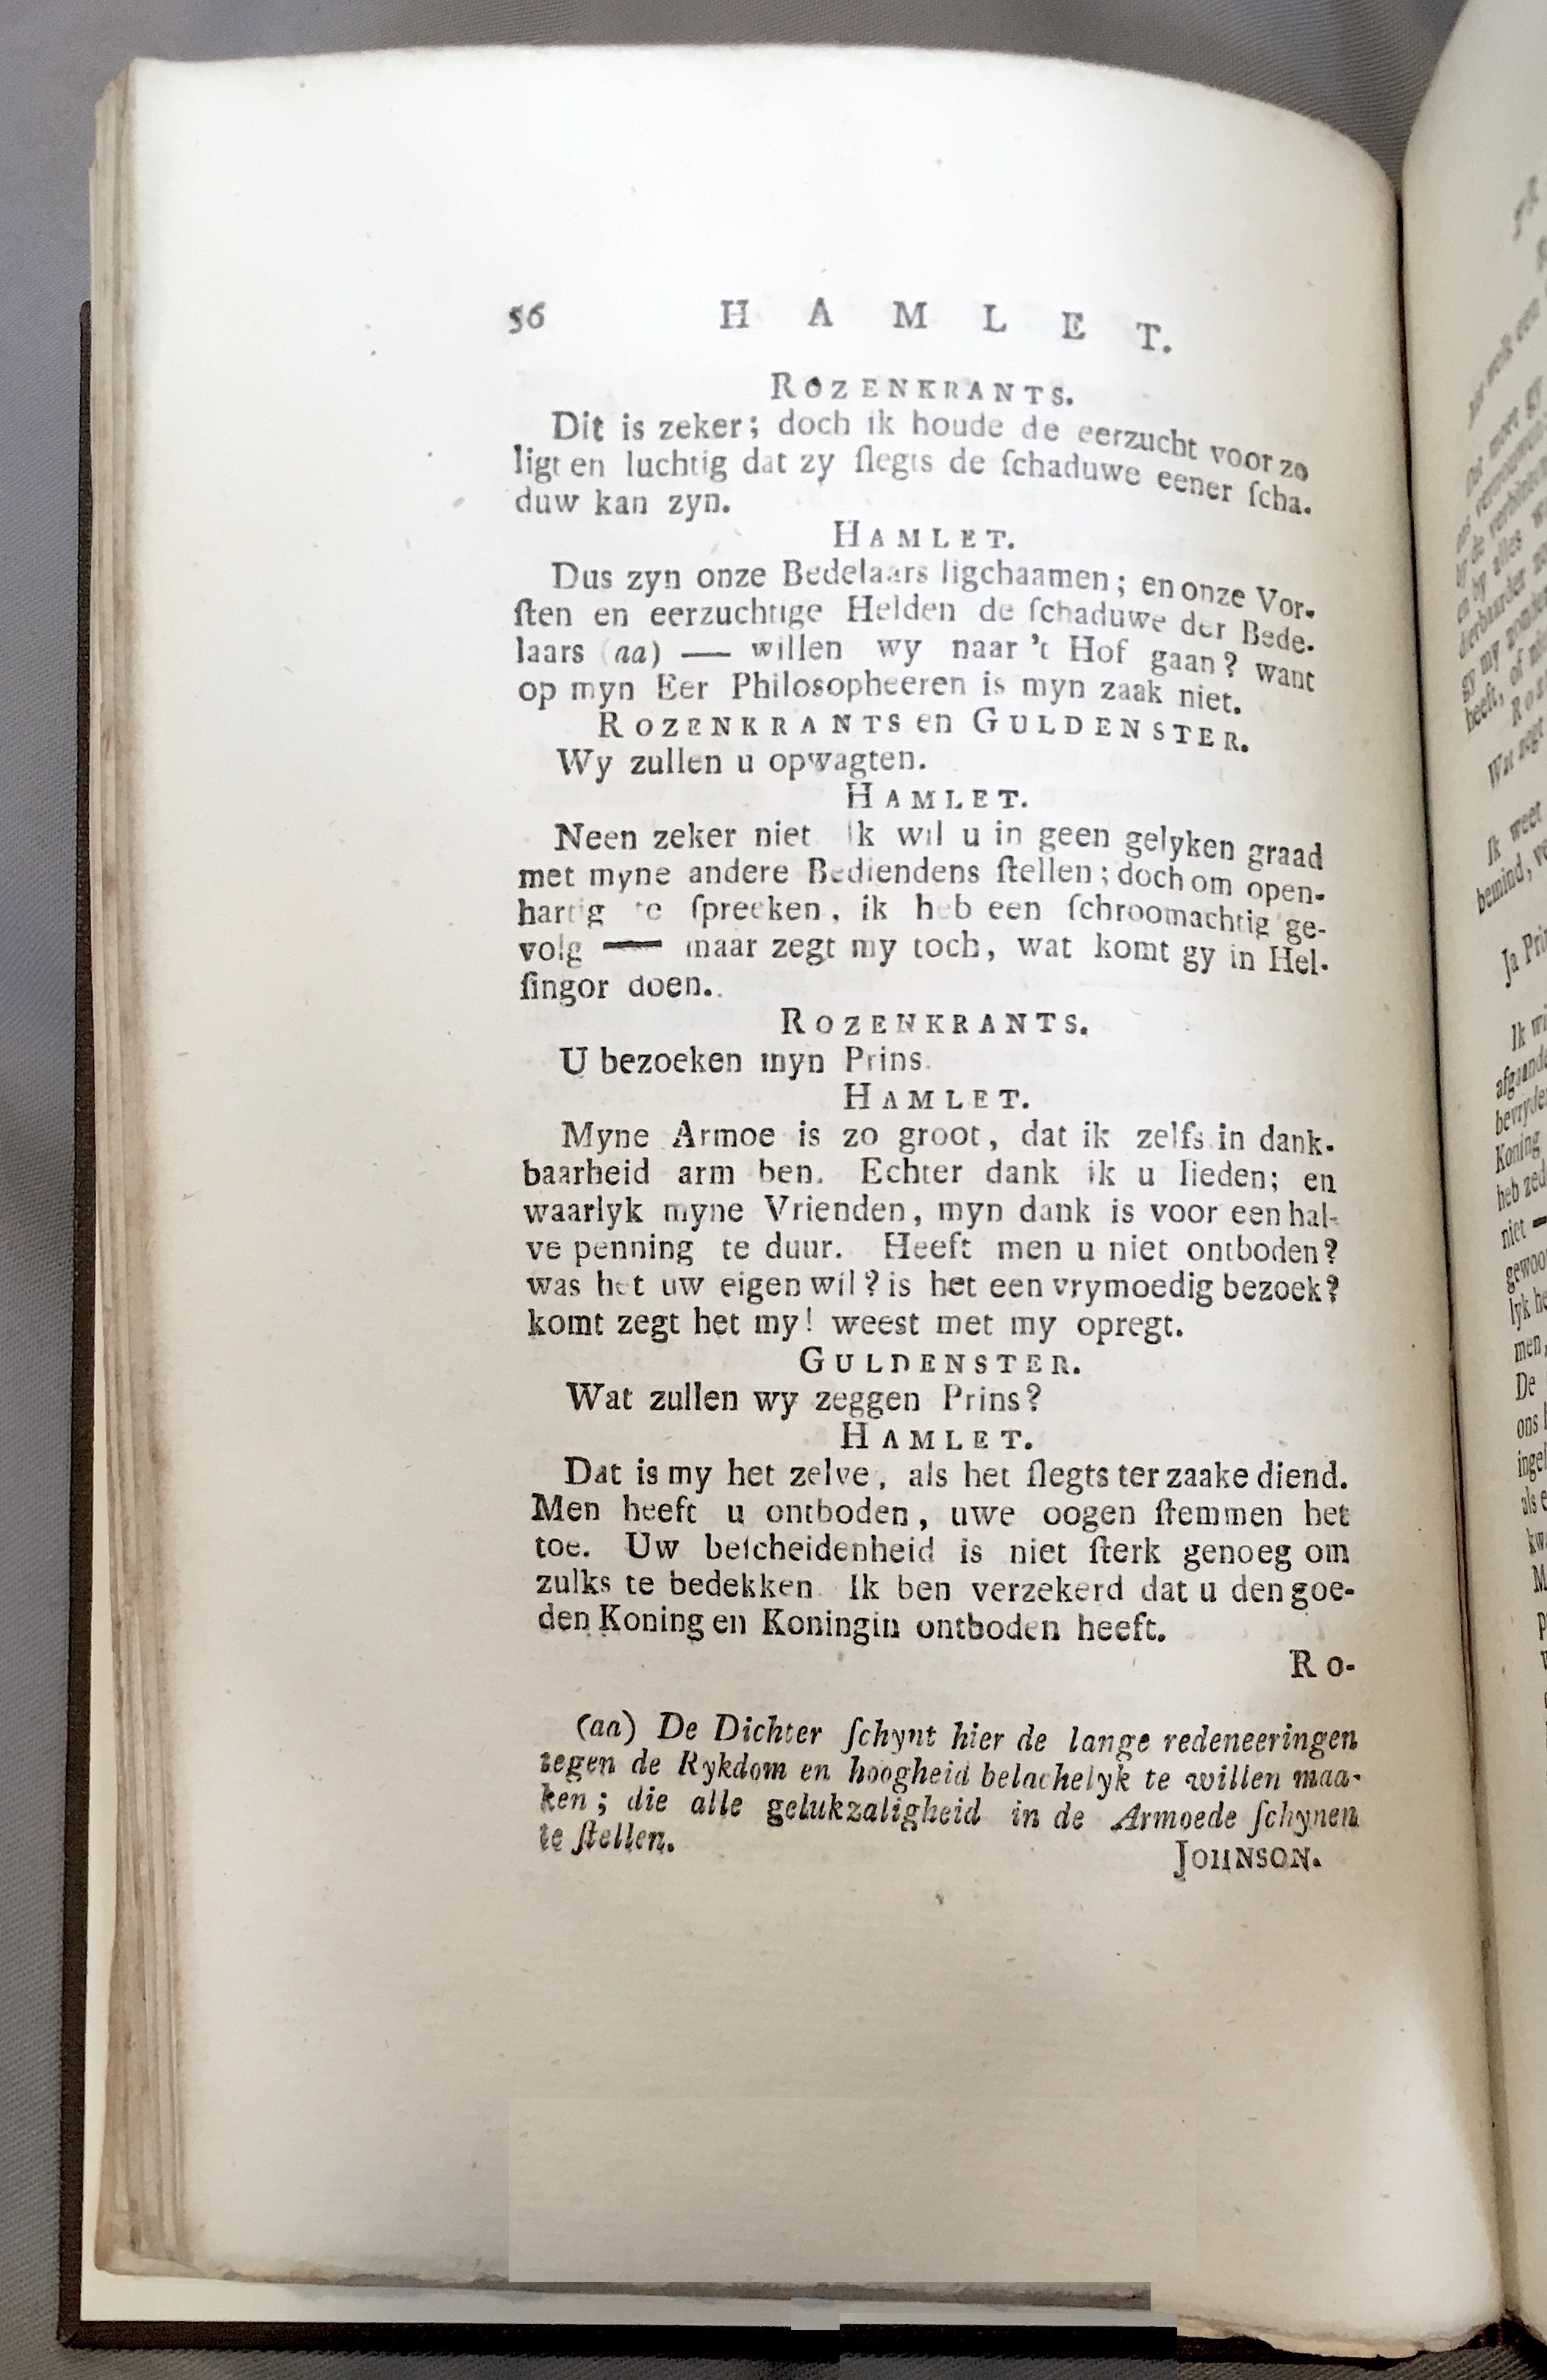 56 H A M L E T.
ROZENKRANTS.
Dit is zeker; doch ik houde de eerzucht voor zo
ligt en luchtig dat zy ſlegts de ſchaduwe eener ſcha-
duw kan zyn.
HAMLET.
Dus zyn onze Bedelaars ligchaamen; en onze Vor-
ſten en eerzuchtige Helden de ſchaduwe der Bede-
laars (aa) — willen wy naar 't Hof gaan? want
op myn Eer Philosopheeren is myn zaak niet.
ROZENKRANTS en GULDENSTER.
Wy zullen u opwagten.
HAMLET.
Neen zeker niet Ik wil u in geen gelyken graad
met myne andere Bediendens ſtellen; doch om open-
hartig te ſpreeken, ik heb een ſchroomachtig ge-
volg — maar zegt my toch, wat komt gy in Hel-
ſingor doen.
ROZENKRANTS.
U bezoeken myn Prins.
HAMLET.
Myne Armoe is zo groot, dat ik zelfs in dank-
baarheid arm ben. Echter dank ik u lieden; en
waarlyk myne Vrienden, myn dank is voor een hal-
ve penning te duur. Heeft men u niet ontboden?
was het uw eigen wil? is het een vrymoedig bezoek?
komt zegt het my! weest met my opregt.
GULDENSTER.
Wat zullen wy zeggen Prins?
HAMLET.
Dat is my het zelve, als het ſlegts ter zaake diend.
Men heeft u ontboden, uwe oogen ſtemmen het
toe. Uw beſcheidenheid is niet ſterk genoeg om
zulks te bedekken. Ik ben verzekerd dat u den goe-
den Koning en Koningin ontboden heeft.
Ro-
(aa) De Dichter ſchynt hier de lange redeneeringen
tegen de Rykdom en hoogheid belachelyk te willen maa-
ken; die alle gelukzaligheid in de Armoede ſchynen
te ſtellen.
JOHNSON.